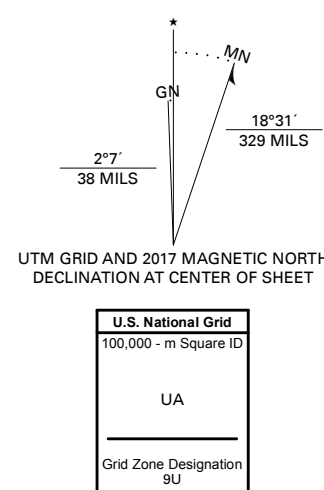 ★
MN
GN
18°31´
329 MILS
2°7´
38 MILS
UTM GRID AND 2017 MAGNETIC NORTH
DECLINATION AT CENTER OF SHEET
U.S. National Grid
100,000 - m Square ID
UA
Grid Zone Designation
9U